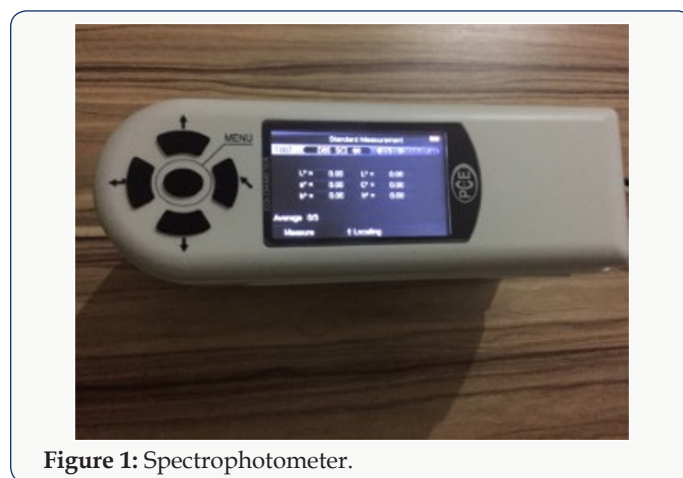 MENU
Standard Measurement
L* = 0.00 L* = 0.00
a* = 0.00 C* = 0.00
b* = 0.00 h* = 0.00
Average 0/3
Measure Locating
PCE
Figure 1: Spectrophotometer.